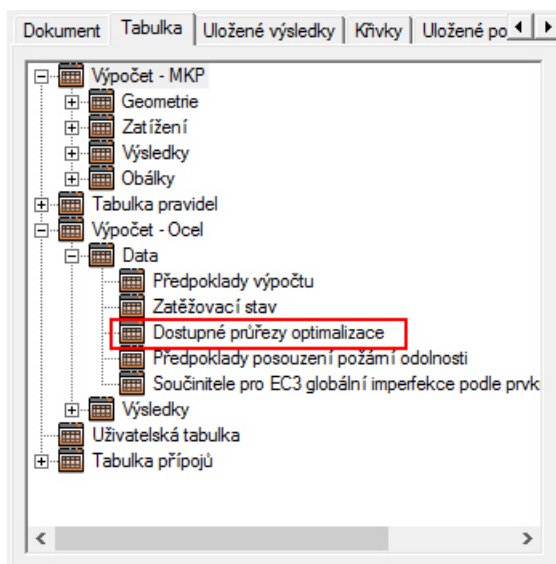 Dokument Tabulka Uložené výsledky Křivky Uložené po
Výpočet - MKP
Geometrie
Zatížení
Výsledky
Obálky
Tabulka pravidel
Výpočet - Ocel
Data
Předpoklady výpočtu
Zatěžovací stav
Dostupné průřezy optimalizace
Předpoklady posouzení požární odolnosti
Součinitele pro EC3 globální imperfekce podle prvk
Výsledky
Uživatelská tabulka
Tabulka přípojů